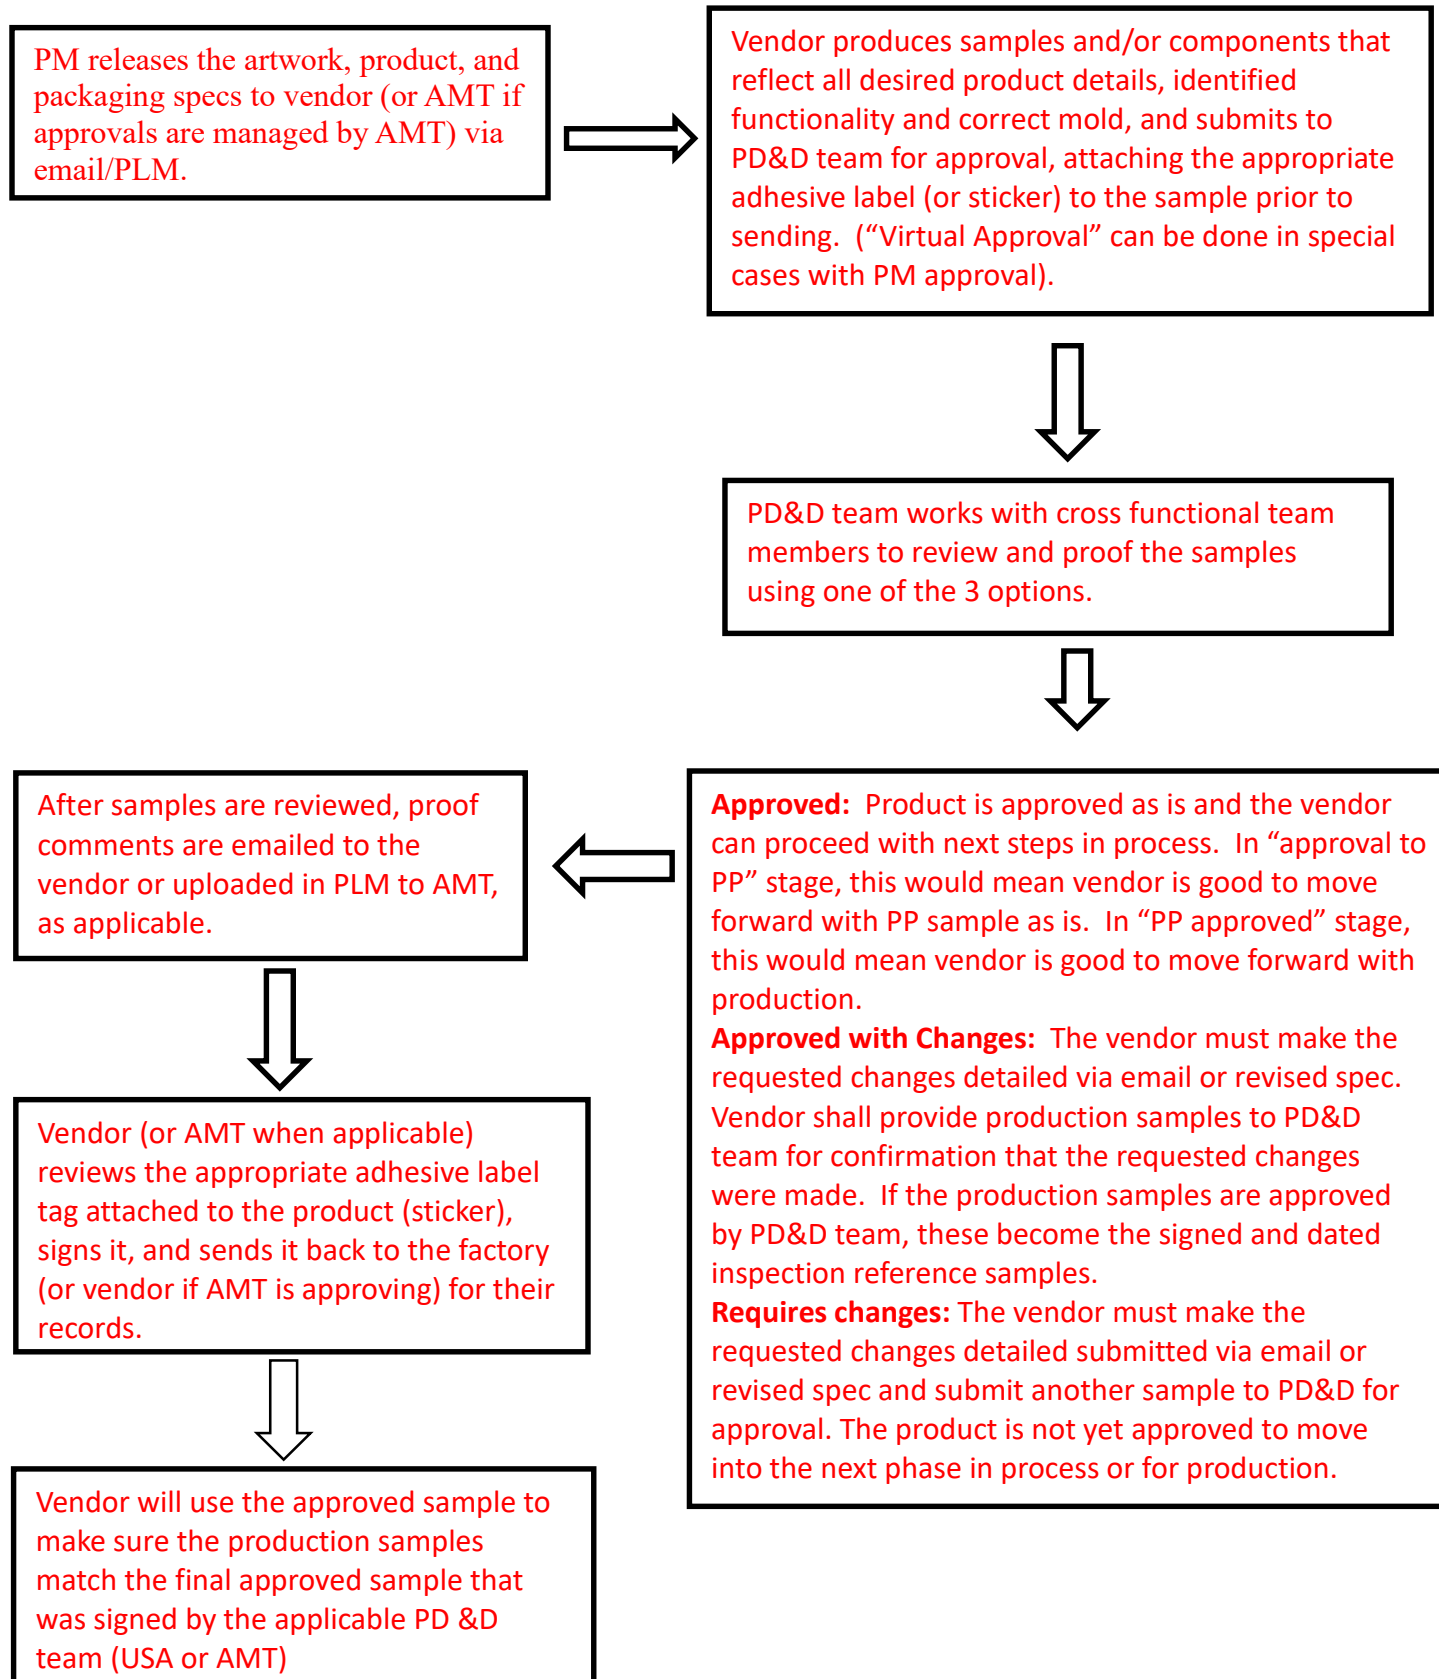 PM releases the artwork, product, and
packaging specs to vendor (or AMT if
approvals are managed by AMT) via
email/PLM.
Vendor produces samples and/or components that
reflect all desired product details, identified
functionality and correct mold, and submits to
PD&D team for approval, attaching the appropriate
adhesive label (or sticker) to the sample prior to
sending.  (“Virtual Approval” can be done in special
cases with PM approval).
PD&D team works with cross functional team
members to review and proof the samples
using one of the 3 options.
Approved:  Product is approved as is and the vendor
can proceed with next steps in process.  In “approval to
PP” stage, this would mean vendor is good to move
forward with PP sample as is.  In “PP approved” stage,
this would mean vendor is good to move forward with
production.
Approved with Changes:  The vendor must make the
requested changes detailed via email or revised spec.
Vendor shall provide production samples to PD&D
team for confirmation that the requested changes
were made.  If the production samples are approved
by PD&D team, these become the signed and dated
inspection reference samples.
Requires changes: The vendor must make the
requested changes detailed submitted via email or
revised spec and submit another sample to PD&D for
approval. The product is not yet approved to move
into the next phase in process or for production.
After samples are reviewed, proof
comments are emailed to the
vendor or uploaded in PLM to AMT,
as applicable.
Vendor (or AMT when applicable)
reviews the appropriate adhesive label
tag attached to the product (sticker),
signs it, and sends it back to the factory
(or vendor if AMT is approving) for their
records.
Vendor will use the approved sample to
make sure the production samples
match the final approved sample that
was signed by the applicable PD &D
team (USA or AMT)